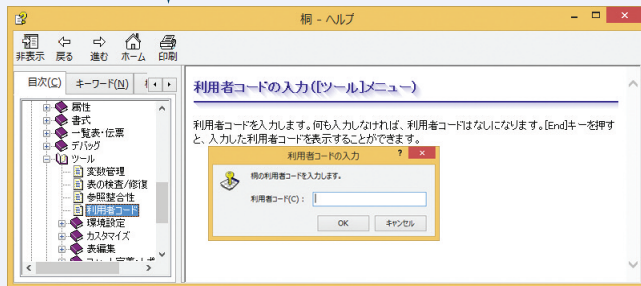 桐 - ヘルプ
非表示 戻る 進む ホーム 印刷
目次(C) キーワード(N)
属性
書式
一覧表・伝票
デバッグ
ツール
変数管理
表の検査/修復
参照整合性
利用者コード
環境設定
カスタマイズ
表編集
利用者コードの入力([ツール]メニュー)
利用者コードを入力します。何も入力しなければ、利用者コードはなしになります。[End]キーを押す
と、入力した利用者コードを表示することができます。
利用者コードの入力
桐の利用者コードを入力します。
利用者コード(C) :
OK キャンセル